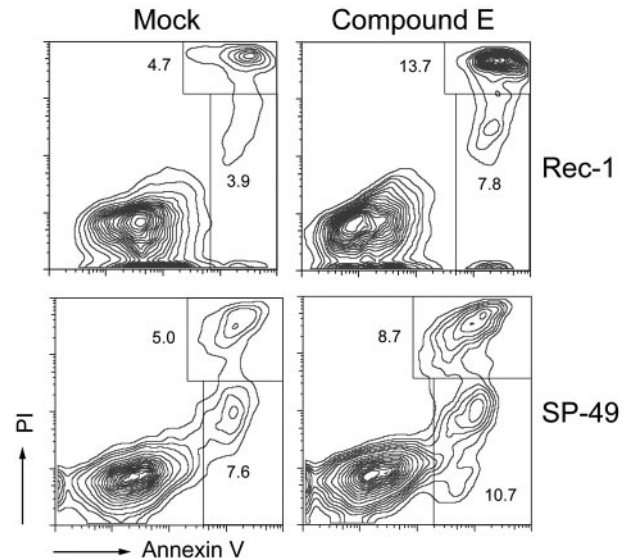 Mock Compound E
4.7 13.7
Rec-1
3.9 7.8
5.0 8.7
SP-49
PI
7.6 10.7
Annexin V